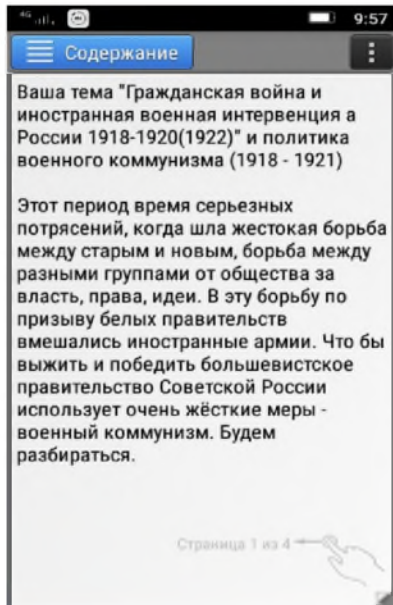 4G
9:57
Содержание
Ваша тема "Гражданская война и
иностранная военная интервенция а
России 1918-1920(1922)" и политика
военного коммунизма (1918 - 1921)
Этот период время серьезных
потрясений, когда шла жестокая борьба
между старым и новым, борьба между
разными группами от общества за
власть, права, идеи. В эту борьбу по
призыву белых правительств
вмешались иностранные армии. Что бы
выжить и победить большевистское
правительство Советской России
использует очень жёсткие меры -
военный коммунизм. Будем
разбираться.
Страница 1 из 4